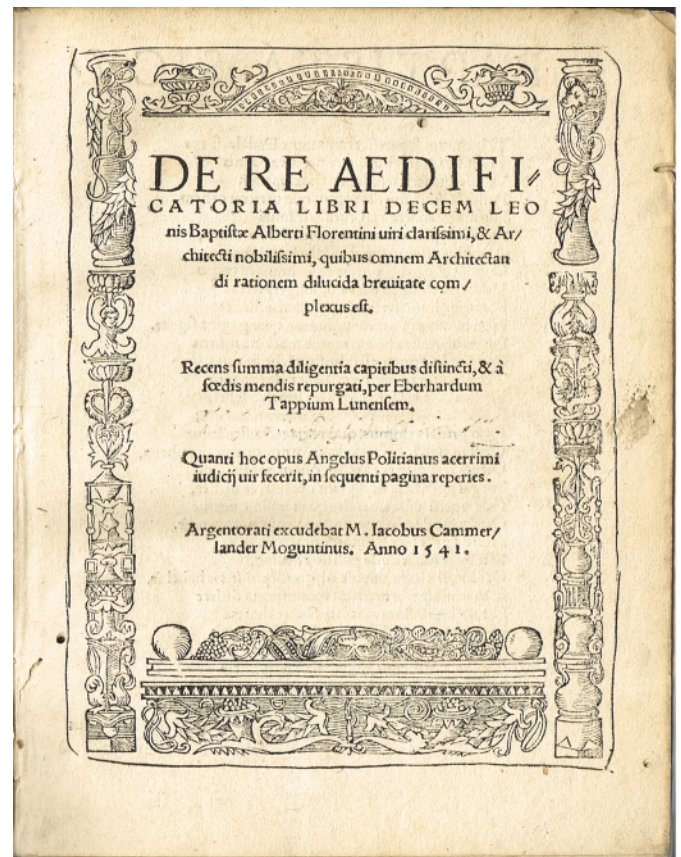 DE RE AEDIFI⸗
CATORIA LIBRI DECEM LEO
nis Baptistæ Alberti Florentini uiri clarissimi, & Ar/
chitecti nobilissimi, quibus omnem Architectan
di rationem dilucida breuitate com/
plexus est.
Recens summa diligentia capitibus distincti, & à
fœdis mendis repurgati, per Eberhardum
Tappium Lunensem.
Quanti hoc opus Angelus Politianus acerrimi
iudicij uir fecerit, in sequenti pagina reperies.
Argentorati excudebat M. Iacobus Cammer/
lander Moguntinus. Anno 1541.